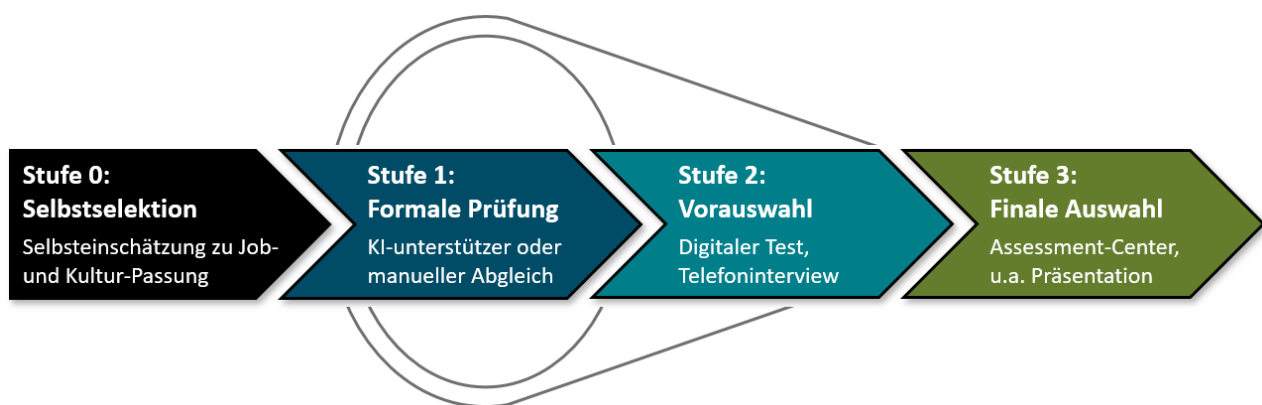 Stufe 0:
Selbstselektion
Selbsteinschätzung zu Job-
und Kultur-Passung
Stufe 1:
Formale Prüfung
KI-unterstützer oder
manueller Abgleich
Stufe 2:
Vorauswahl
Digitaler Test,
Telefoninterview
Stufe 3:
Finale Auswahl
Assessment-Center,
u.a. Präsentation